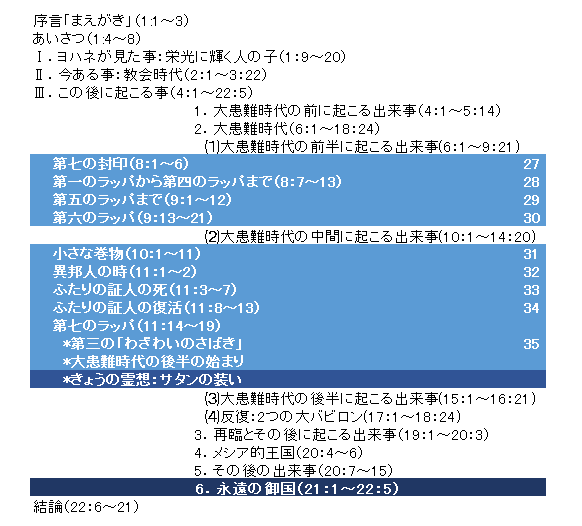 序言「まえがき」(1:1～3)
あいさつ(1:4～8)
Ⅰ．ヨハネが見た事：栄光に輝く人の子(1:9～20)
Ⅱ．今ある事：教会時代(2:1～3:22)
Ⅲ．この後に起こる事(4:1～22:5)
1．大患難時代の前に起こる出来事(4:1～5:14)
2．大患難時代(6:1～18:24)
⑴大患難時代の前半に起こる出来事(6:1～9:21)
第七の封印(8:1～6) 27
第一のラッパから第四のラッパまで(8:7～13) 28
第五のラッパまで(9:1～12) 29
第六のラッパ(9:13～21) 30
⑵大患難時代の中間に起こる出来事(10:1～14:20)
小さな巻物(10:1～11) 31
異邦人の時(11:1～2) 32
ふたりの証人の死(11:3～7) 33
ふたりの証人の復活(11:8～13) 34
第七のラッパ(11:14～19)
*第三の「わざわいのさばき」 35
*大患難時代の後半の始まり
*きょうの霊想：サタンの装い
⑶大患難時代の後半に起こる出来事(15:1～16:21)
⑷反復：2つの大バビロン(17:1～18:24)
3．再臨とその後に起こる出来事(19:1～20:3)
4．メシア的王国(20:4～6)
5．その後の出来事(20:7～15)
6．永遠の御国(21:1～22:5)
結論(22:6～21)